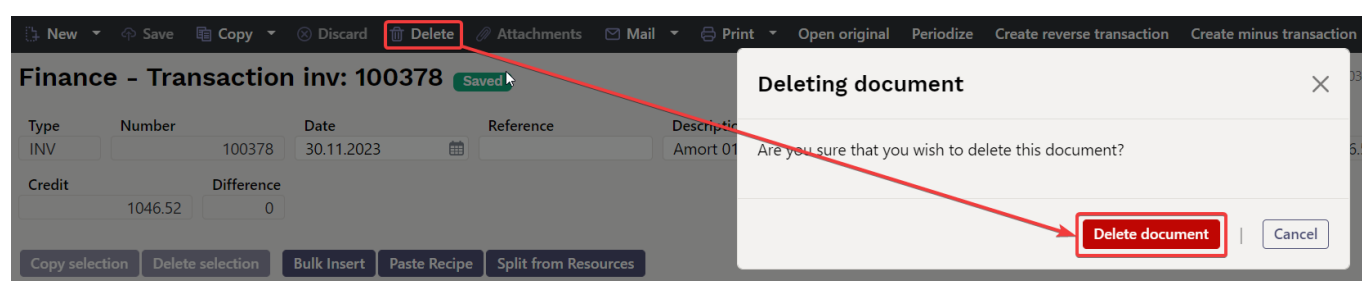 New Save Copy Discard Delete Attachments Mail Print Open original Periodize Create reverse transaction Create minus transaction
Finance - Transaction inv: 100378 Saved
Deleting document
Type Number Date Reference
INV 100378 30.11.2023 Amort 01
Are you sure that you wish to delete this document?
Credit Difference
1046.52 0
Delete document | Cancel
Copy selection Delete selection Bulk Insert Paste Recipe Split from Resources